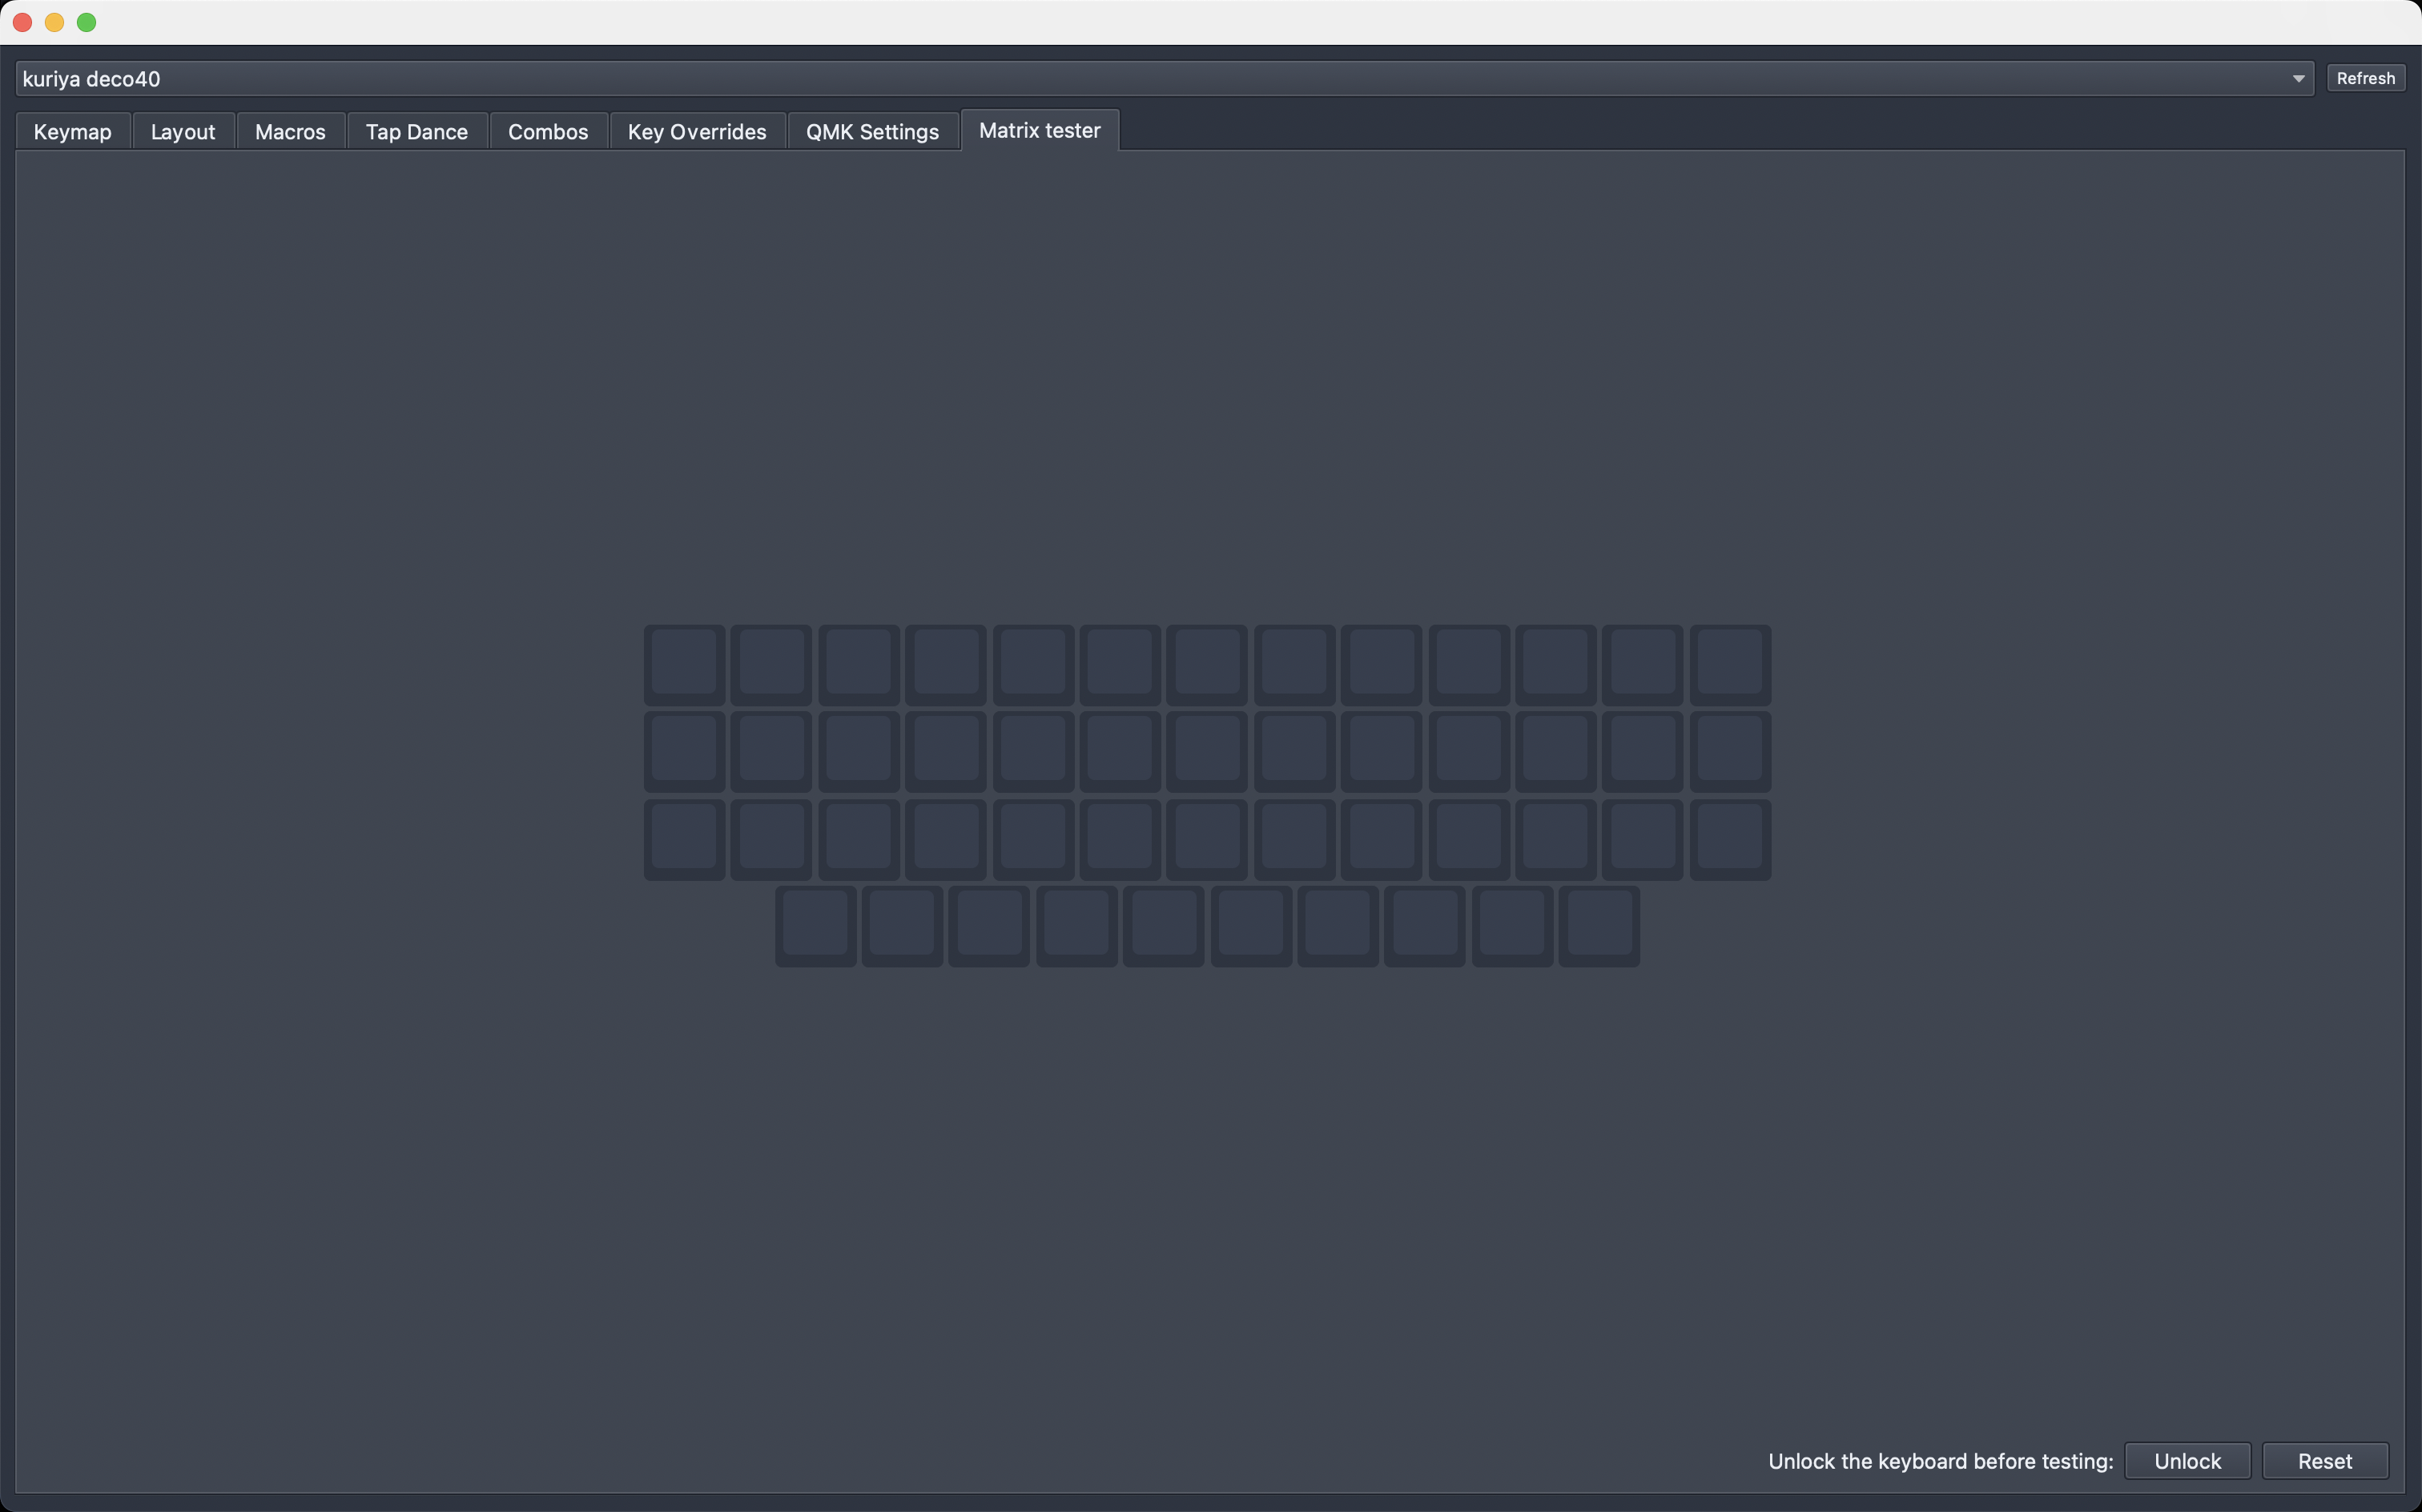 kuriya deco40
Refresh
Keymap Layout Macros Tap Dance Combos Key Overrides QMK Settings Matrix tester
Unlock the keyboard before testing: Unlock Reset